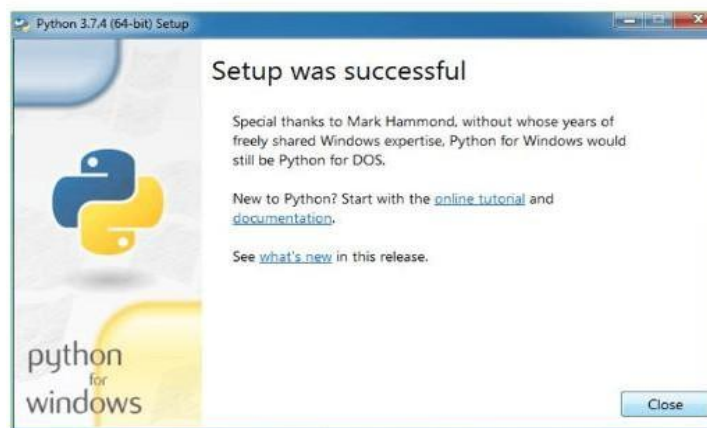 Python 3.7.4 (64-bit) Setup
Setup was successful
Special thanks to Mark Hammond, without whose years of
freely shared Windows expertise, Python for Windows would
still be Python for DOS.
New to Python? Start with the online tutorial and
documentation.
See what's new in this release.
python
for
windows
Close